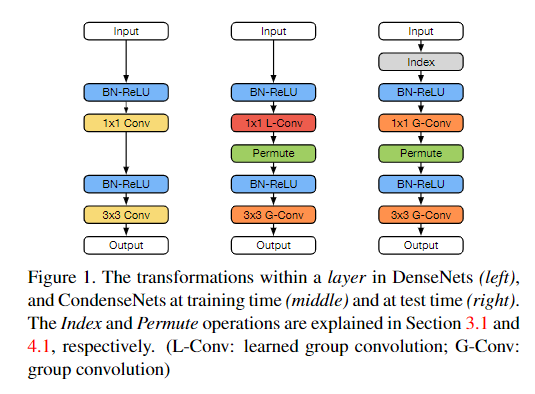 Input Input Input
Index
BN-ReLU BN-ReLU BN-ReLU
1x1 Conv 1x1 L-Conv 1x1 G-Conv
Permute Permute
BN-ReLU BN-ReLU BN-ReLU
3x3 Conv 3x3 G-Conv 3x3 G-Conv
Output Output Output
Figure 1. The transformations within a layer in DenseNets (left),
and CondenseNets at training time (middle) and at test time (right).
The Index and Permute operations are explained in Section 3.1 and
4.1, respectively. (L-Conv: learned group convolution; G-Conv:
group convolution)